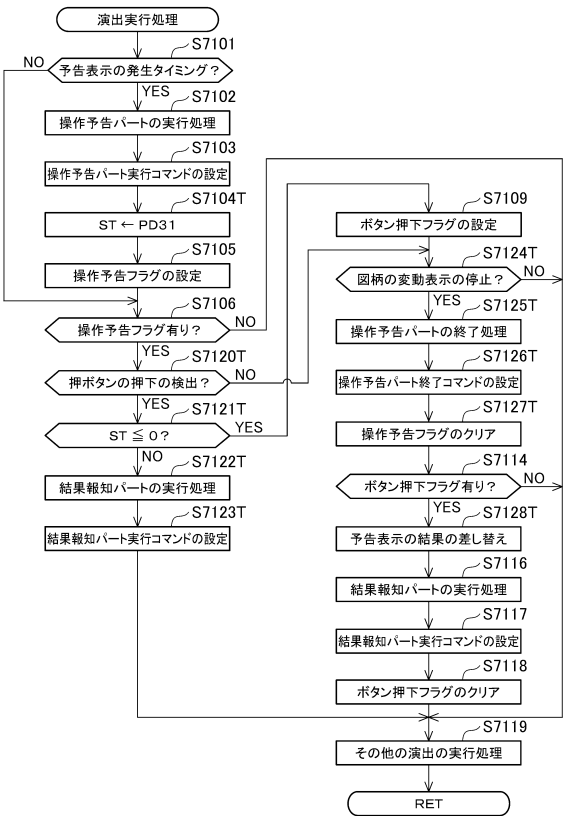 演出実行処理
S7101
予告表示の発生タイミング？
NO
YES
S7102
操作予告パートの実行処理
S7103
操作予告パート実行コマンドの設定
S7104T
ST ← PD31
S7105
操作予告フラグの設定
S7106
操作予告フラグ有り？
NO
YES
S7120T
押ボタンの押下の検出？
NO
YES
S7121T
ST ≦ 0？
YES
NO
S7122T
結果報知パートの実行処理
S7123T
結果報知パート実行コマンドの設定
S7109
ボタン押下フラグの設定
S7124T
図柄の変動表示の停止？
NO
YES
S7125T
操作予告パートの終了処理
S7126T
操作予告パート終了コマンドの設定
S7127T
操作予告フラグのクリア
S7114
ボタン押下フラグ有り？
NO
YES
S7128T
予告表示の結果の差し替え
S7116
結果報知パートの実行処理
S7117
結果報知パート実行コマンドの設定
S7118
ボタン押下フラグのクリア
S7119
その他の演出の実行処理
RET